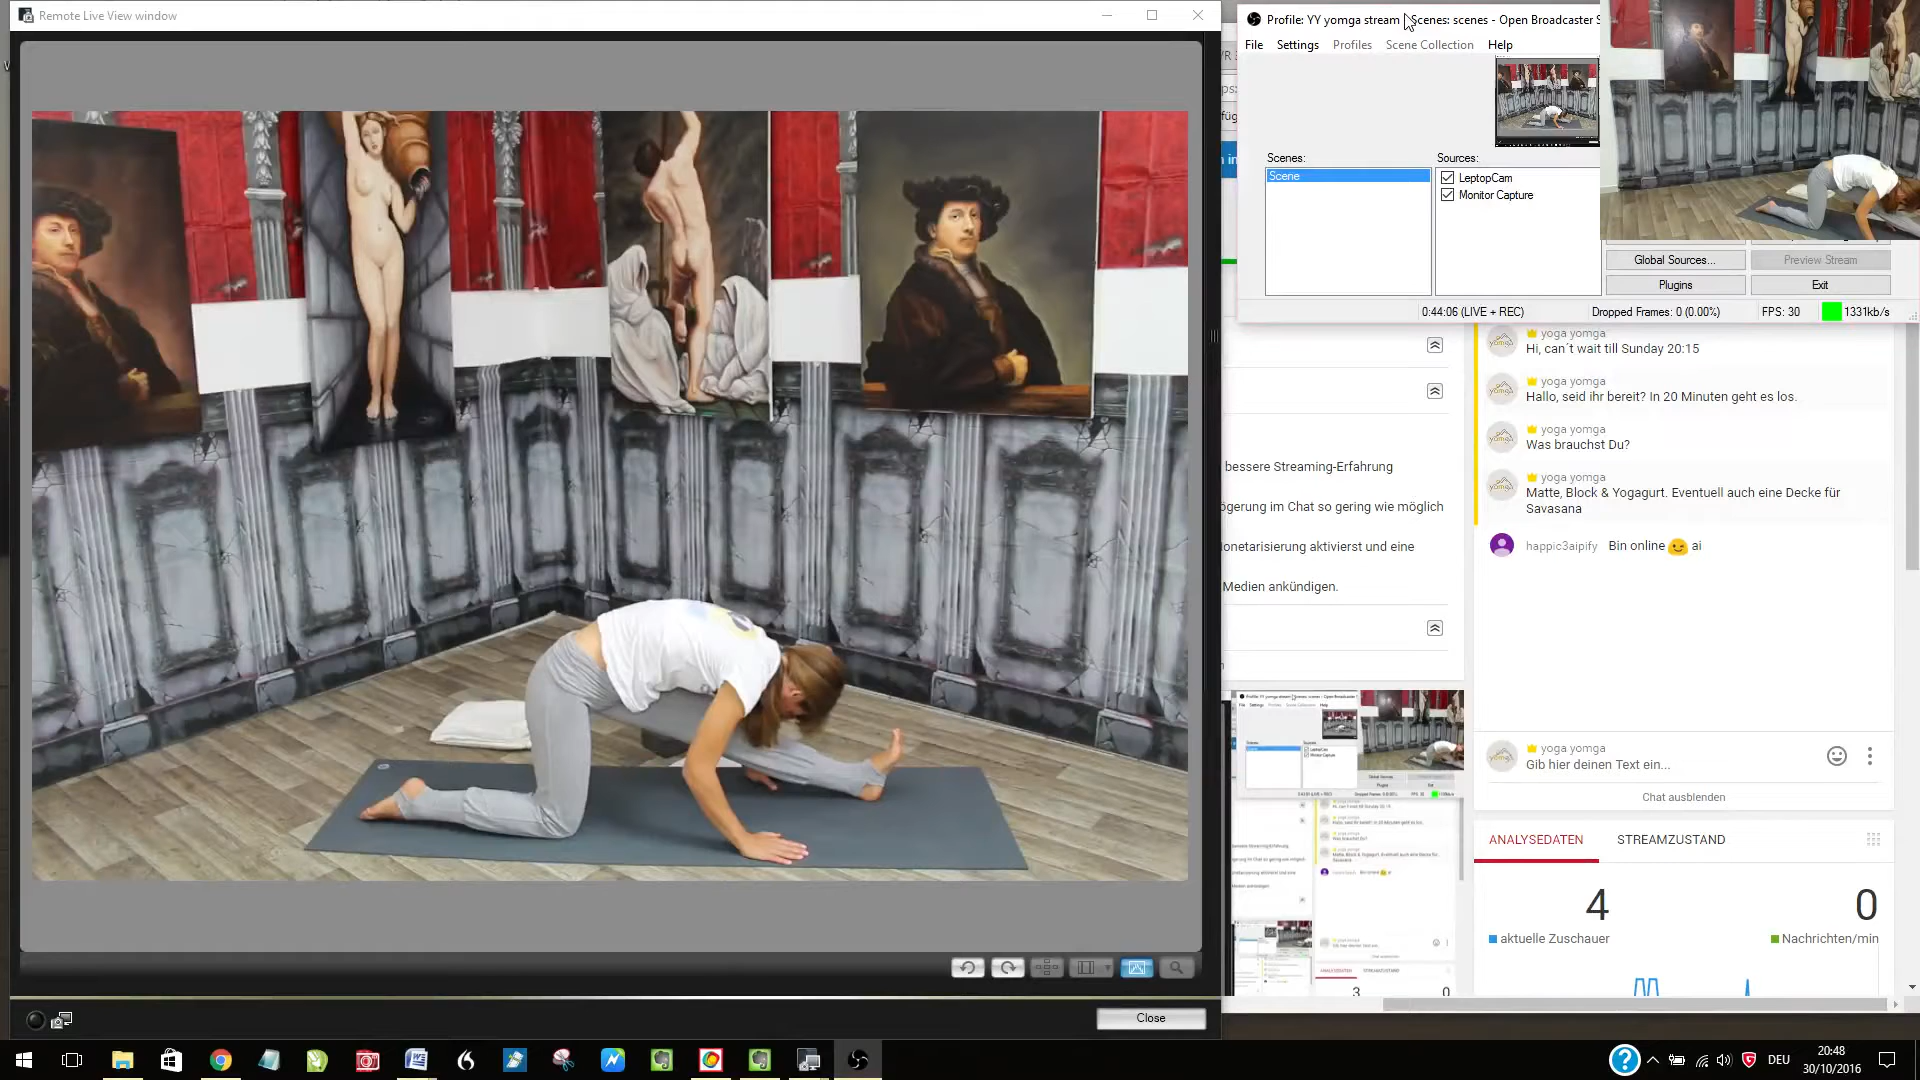 Remote Live View window
Profile: YY yomga stream
Scenes: scenes - Open Broadcaster S
File Settings Profiles Scene Collection Help
Scenes:
Sources:
Scene
LeptopCam
Monitor Capture
Global Sources...
Preview Stream
Plugins
Exit
0:44:06 (LIVE + REC)
Dropped Frames: 0 (0.00%)
FPS: 30
1331kb/s
yoga yomga
Hi, can´t wait till Sunday 20:15
yoga yomga
Hallo, seid ihr bereit? In 20 Minuten geht es los.
yoga yomga
Was brauchst Du?
yoga yomga
Matte, Block & Yogagurt. Eventuell auch eine Decke für
Savasana
happic3aipify Bin online 😉 ai
bessere Streaming-Erfahrung
ögerung im Chat so gering wie möglich
onetarisierung aktivierst und eine
Medien ankündigen.
yoga yomga
Gib hier deinen Text ein...
Chat ausblenden
ANALYSEDATEN STREAMZUSTAND
4
0
aktuelle Zuschauer
Nachrichten/min
Close
DEU
20:48
30/10/2016